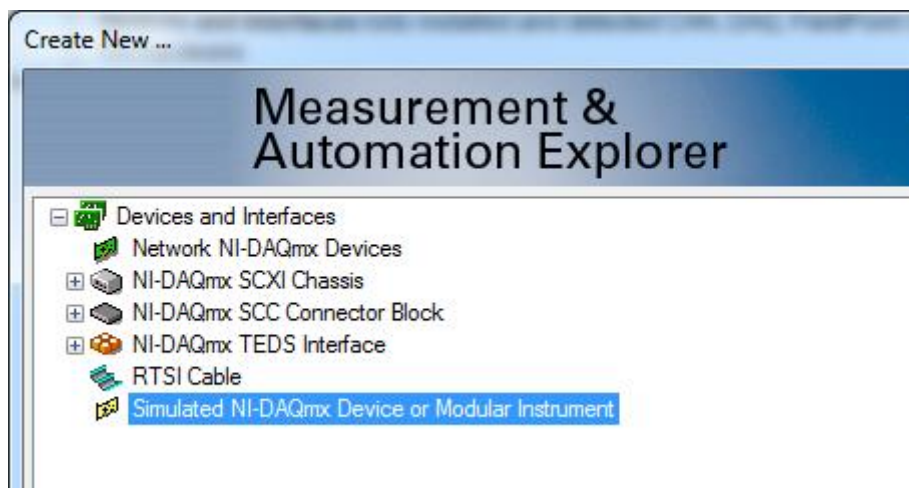 Create New ...
Measurement &
Automation Explorer
Devices and Interfaces
Network NI-DAQmx Devices
NI-DAQmx SCXI Chassis
NI-DAQmx SCC Connector Block
NI-DAQmx TEDS Interface
RTSI Cable
Simulated NI-DAQmx Device or Modular Instrument